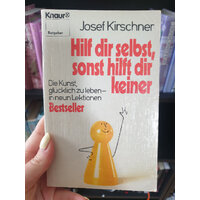 Knaur
Ratgeber
Josef Kirschner
Hilf dir selbst,
sonst hilft dir
keiner
Die Kunst,
glücklich zu leben–
in neun Lektionen
Bestseller